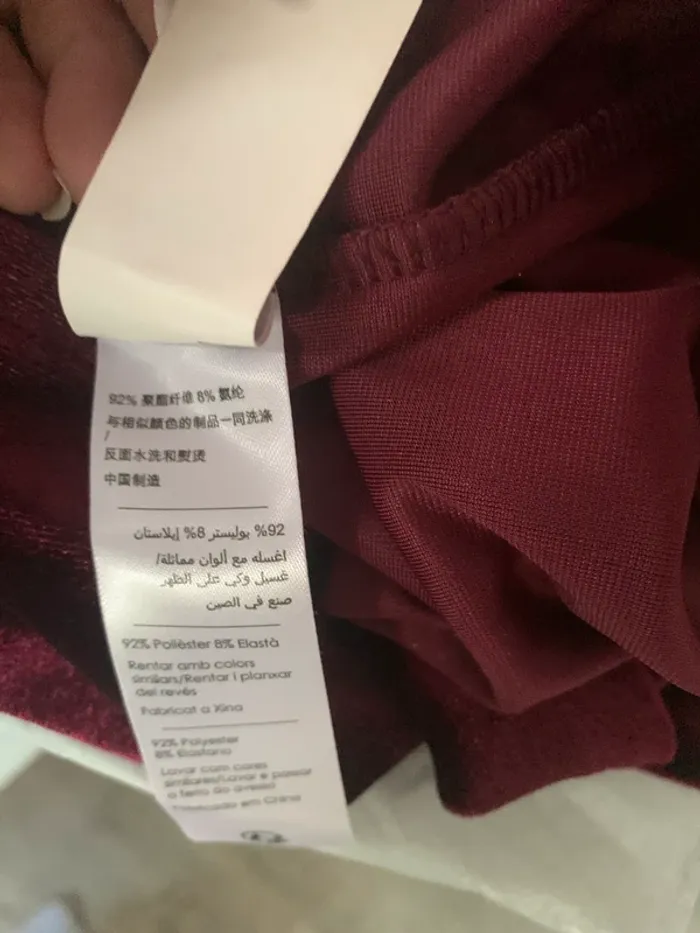 92% 聚酯纤维 8% 氨纶
与相似颜色的制品一同洗涤
/
反面水洗和熨烫
中国制造
92% بوليستر 8% إيلاستان
اغسله مع ألوان مماثلة/
غسيل وكي على الظهر
صنع في الصين
92% Polièster 8% Elastà
Rentar amb colors
similars/Rentar i planxar
del revés
Fabricat a Xina
92% Polyester
8% Elastano
Lavar com cores
similares/Lavar e passar
a ferro do avesso
Fabricado em China